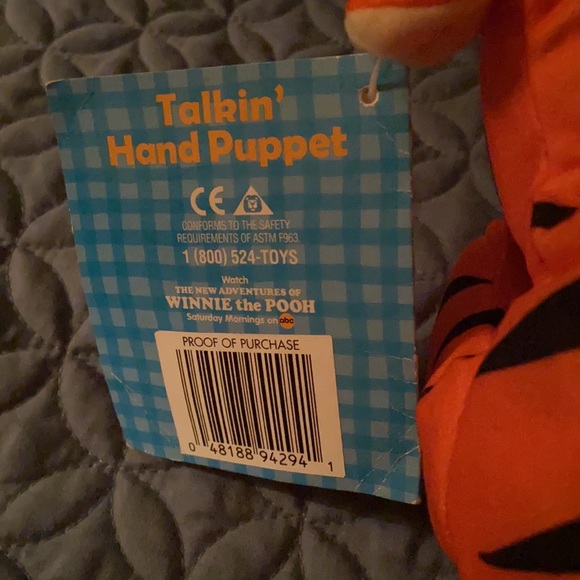 Talkin'
Hand Puppet
CE
CONFORMS TO THE SAFETY
REQUIREMENTS OF ASTM F963.
1 (800) 524-TOYS
Watch
THE NEW ADVENTURES OF
WINNIE the POOH
Saturday Mornings on abc
PROOF OF PURCHASE
0 48188 94294 1